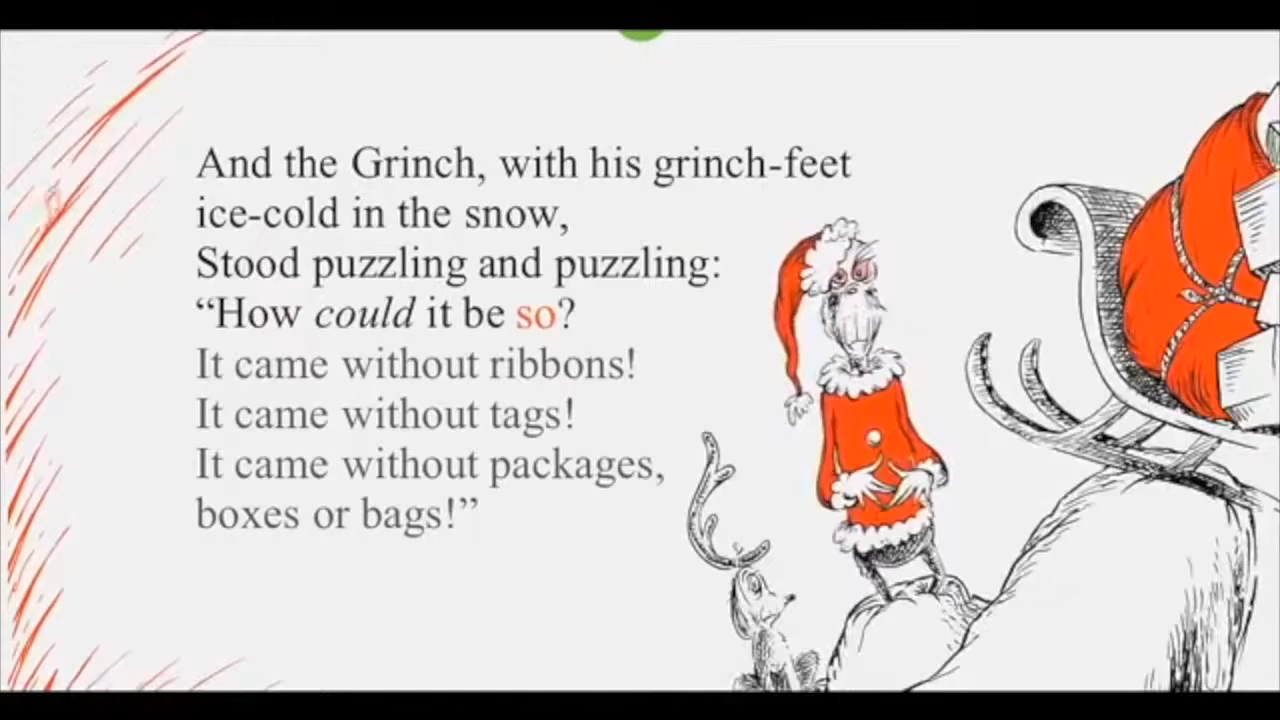 And the Grinch, with his grinch-feet
ice-cold in the snow,
Stood puzzling and puzzling:
“How could it be so?
It came without ribbons!
It came without tags!
It came without packages,
boxes or bags!”